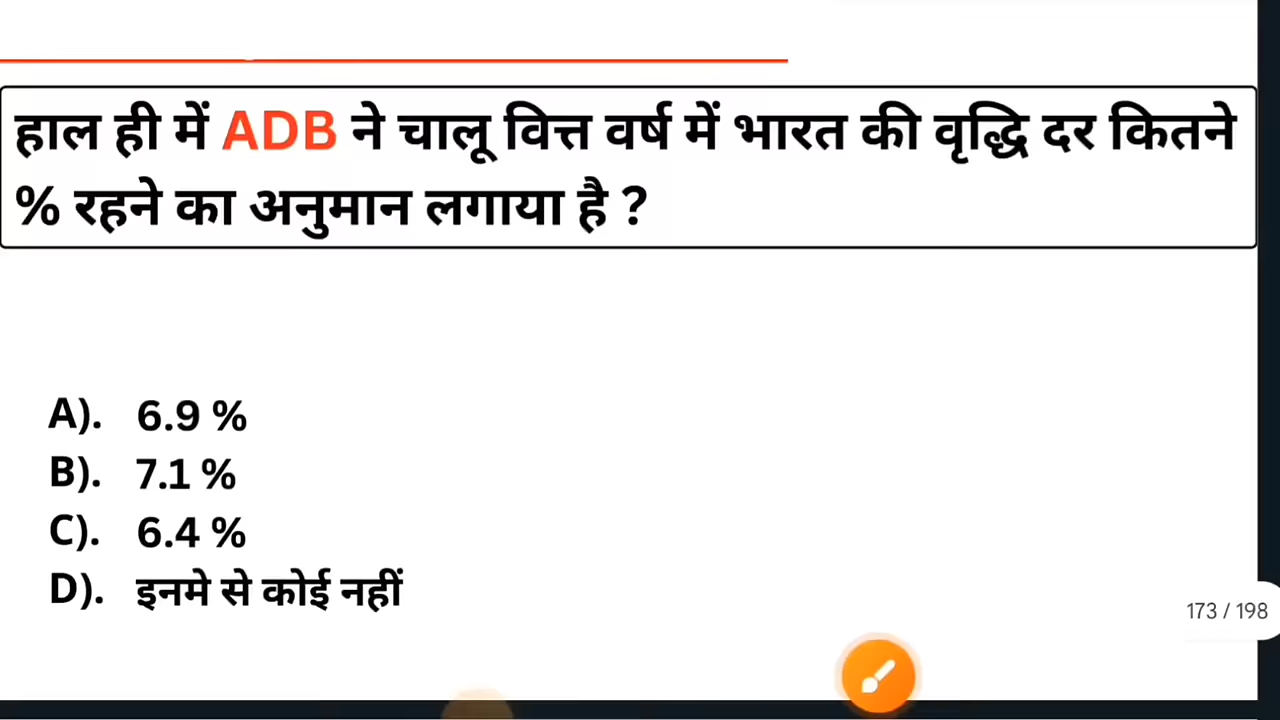 हाल ही में ADB ने चालू वित्त वर्ष में भारत की वृद्धि दर कितने
% रहने का अनुमान लगाया है ?
A). 6.9 %
B). 7.1 %
C). 6.4 %
D). इनमे से कोई नहीं
173 / 198